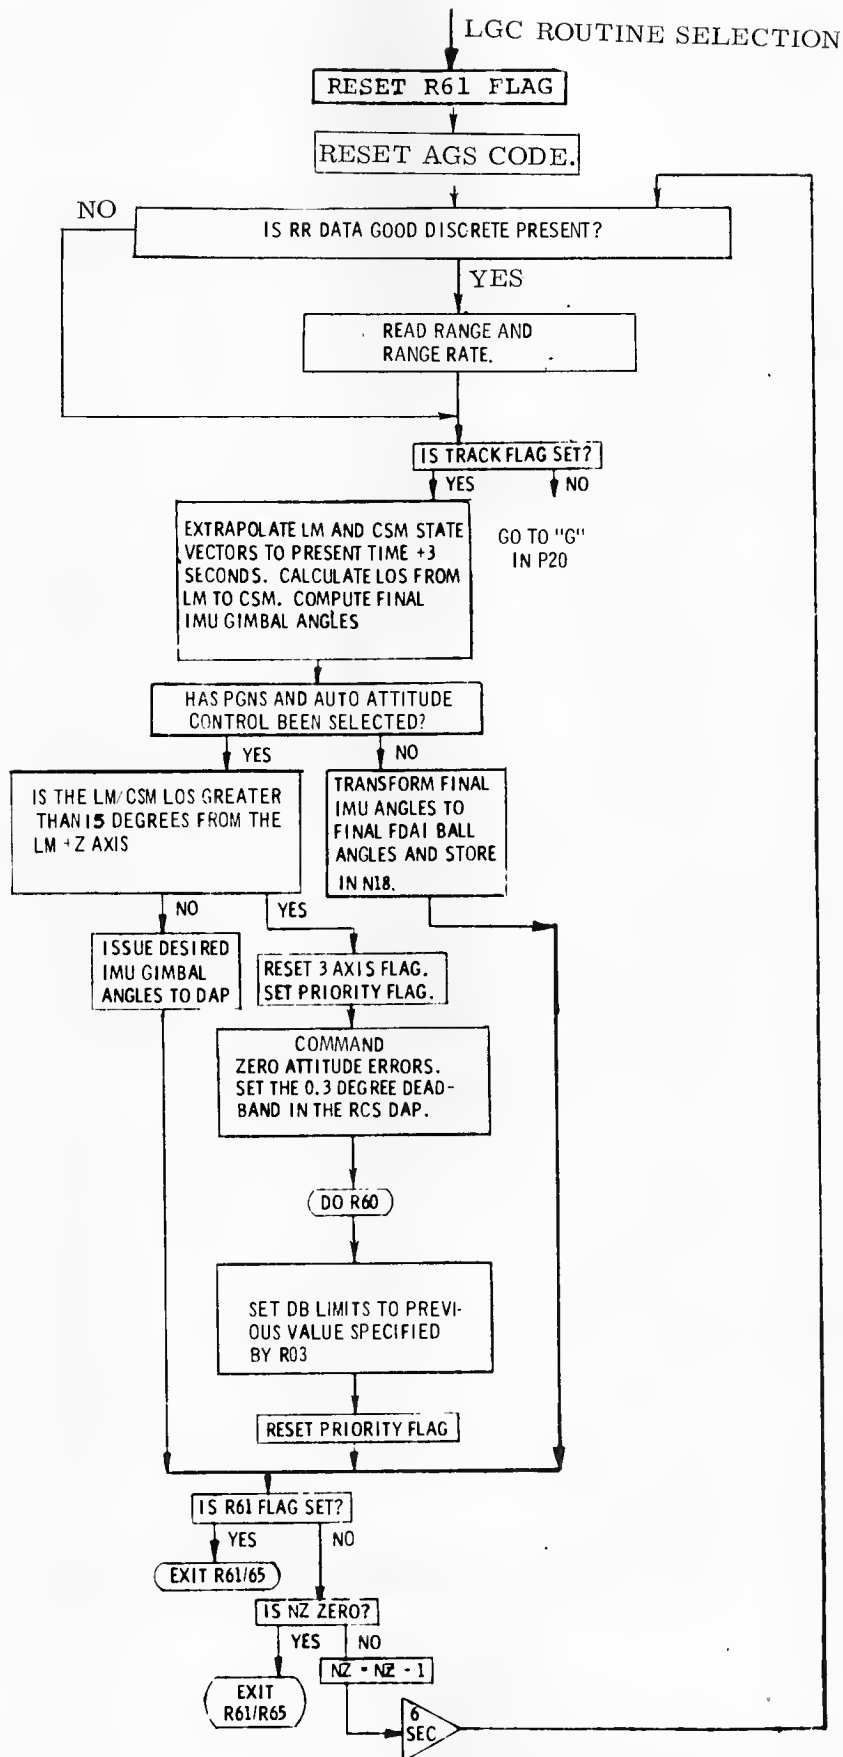 LGC ROUTINE SELECTION
RESET R61 FLAG
RESET AGS CODE.
NO
IS RR DATA GOOD DISCRETE PRESENT?
YES
READ RANGE AND
RANGE RATE.
IS TRACK FLAG SET?
YES
NO
EXTRAPOLATE LM AND CSM STATE
VECTORS TO PRESENT TIME +3
SECONDS. CALCULATE LOS FROM
LM TO CSM. COMPUTE FINAL
IMU GIMBAL ANGLES
GO TO "G"
IN P20
HAS PGNS AND AUTO ATTITUDE
CONTROL BEEN SELECTED?
YES
NO
IS THE LM/CSM LOS GREATER
THAN 15 DEGREES FROM THE
LM +Z AXIS
TRANSFORM FINAL
IMU ANGLES TO
FINAL FDAI BALL
ANGLES AND STORE
IN N18.
NO
YES
ISSUE DESIRED
IMU GIMBAL
ANGLES TO DAP
RESET 3 AXIS FLAG.
SET PRIORITY FLAG.
COMMAND
ZERO ATTITUDE ERRORS.
SET THE 0.3 DEGREE DEAD-
BAND IN THE RCS DAP.
DO R60
SET DB LIMITS TO PREVI-
OUS VALUE SPECIFIED
BY R03
RESET PRIORITY FLAG
IS R61 FLAG SET?
YES
NO
EXIT R61/65
IS NZ ZERO?
YES
NO
NZ = NZ - 1
EXIT
R61/R65
6
SEC